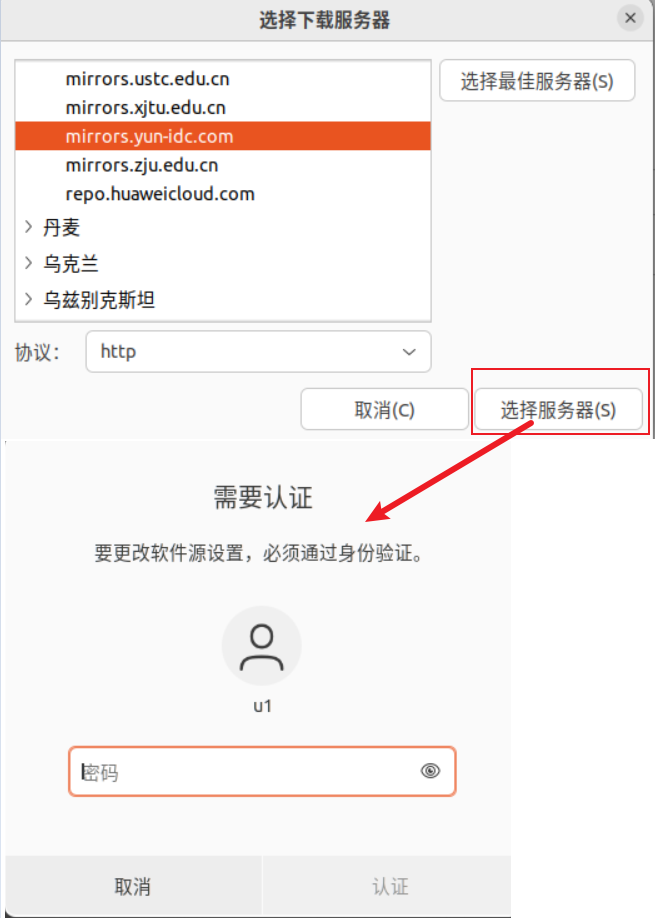 选择下载服务器
mirrors.ustc.edu.cn
选择最佳服务器(S)
mirrors.xjtu.edu.cn
mirrors.yun-idc.com
mirrors.zju.edu.cn
repo.huaweicloud.com
丹麦
乌克兰
乌兹别克斯坦
协议：
http
取消(C)
选择服务器(S)
需要认证
要更改软件源设置，必须通过身份验证。
u1
密码
取消
认证